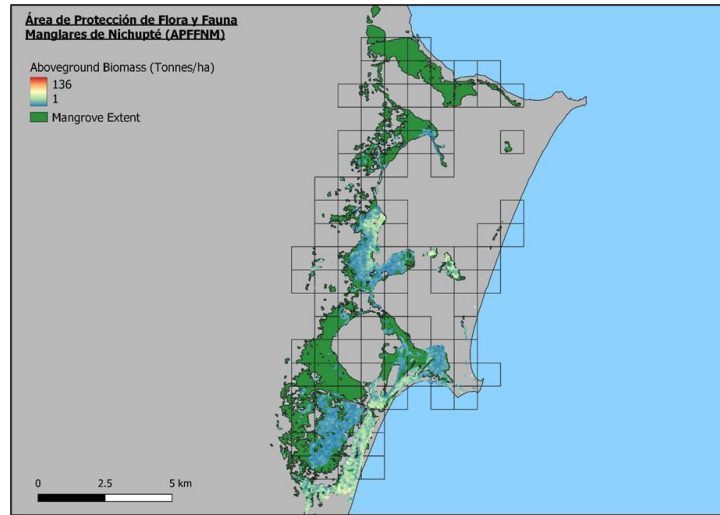 Área de Protección de Flora y Fauna
Manglares de Nichupté (APFFNM)
Aboveground Biomass (Tonnes/ha)
136
1
Mangrove Extent
0 2.5 5 km